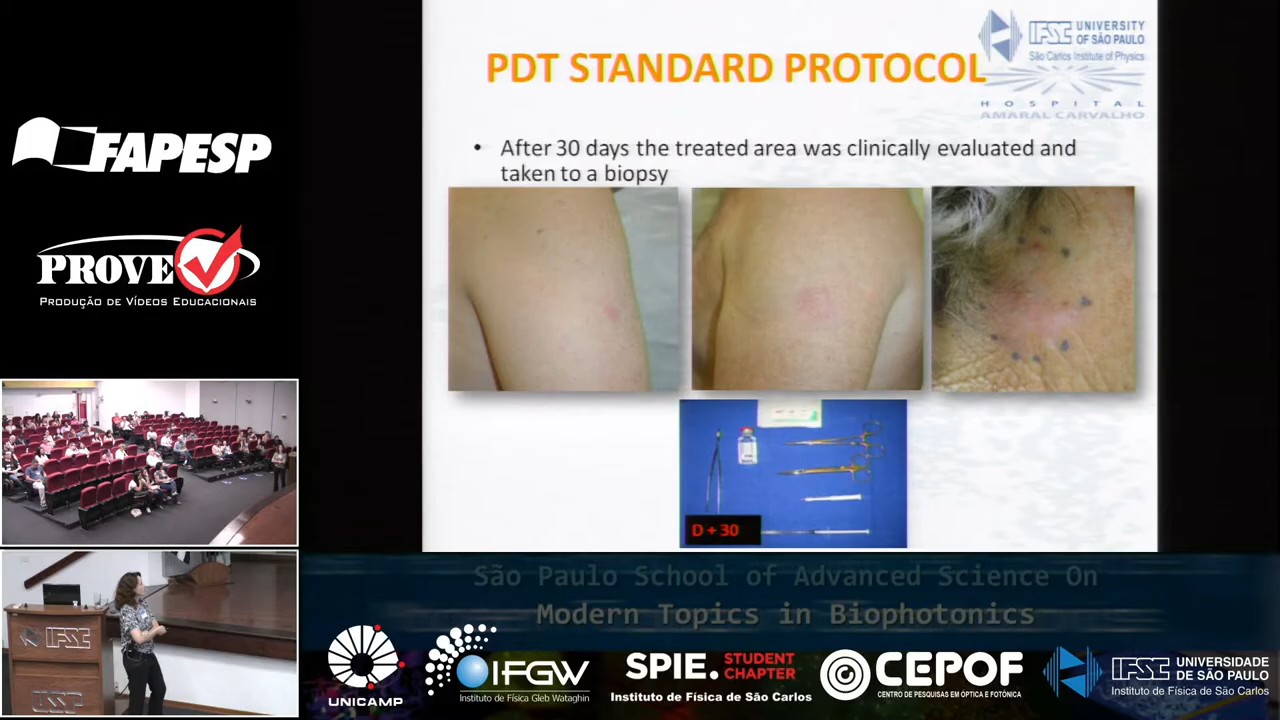 PDT STANDARD PROTOCOL
IFSC UNIVERSITY
OF SÃO PAULO
São Carlos Institute of Physics
HOSPITAL
AMARAL CARVALHO
• After 30 days the treated area was clinically evaluated and
taken to a biopsy
D + 30
FAPESP
PROVE
PRODUÇÃO DE VÍDEOS EDUCACIONAIS
IFSC
USP
São Paulo School of Advanced Science On
Modern Topics in Biophotonics
UNICAMP
IFGW
Instituto de Física Gleb Wataghin
SPIE. STUDENT
CHAPTER
Instituto de Física de São Carlos
CEPOF
CENTRO DE PESQUISAS EM ÓPTICA E FOTÔNICA
IFSC UNIVERSIDADE
DE SÃO PAULO
Instituto de Física de São Carlos